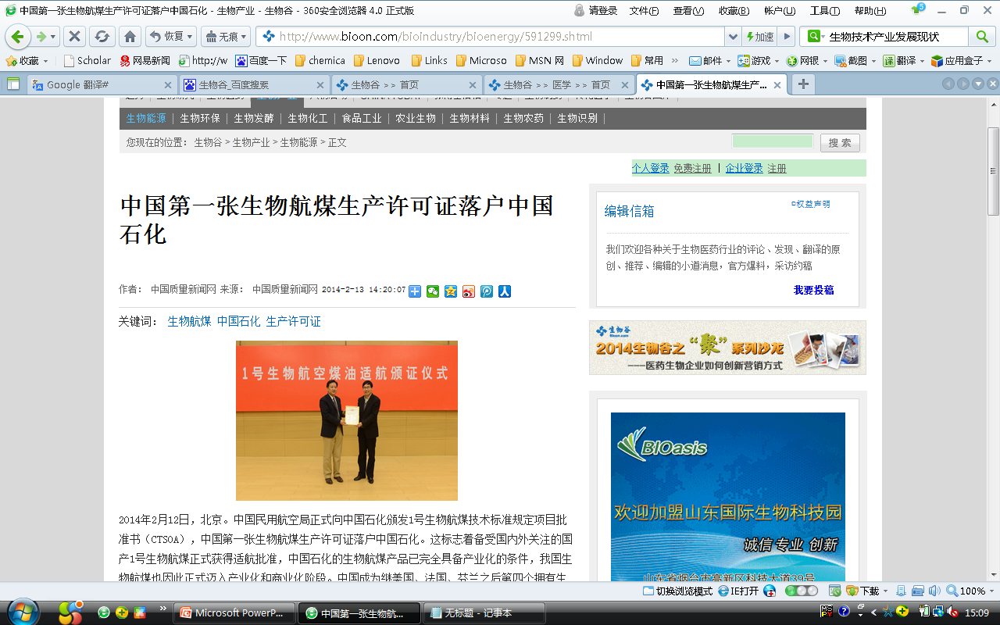 中国第一张生物航煤生产许可证落户中国石化 - 生物产业 - 生物谷 - 360安全浏览器 4.0 正式版
请登录 文件(F) 查看(V) 收藏(B) 帐户(U) 工具(T) 帮助(H) 5
恢复 无痕 http://www.bioon.com/bioindustry/bioenergy/591299.shtml 加速 生物技术产业发展现状
收藏 Scholar 网易新闻 http://w 百度一下 chemica Lenovo Links Microso MSN 网 Window 常用 » 邮件 游戏 网银 截图 翻译 应用盒子
Google 翻译# 生物谷_百度搜索 生物谷 >> 首页 生物谷 >> 医学 >> 首页 中国第一张生物航煤生产...
生物能源 | 生物环保 | 生物发酵 | 生物化工 | 食品工业 | 农业生物 | 生物材料 | 生物农药 | 生物识别 |
您现在的位置: 生物谷 > 生物产业 > 生物能源 > 正文
搜 索
个人登录 免费注册 | 企业登录 注册
中国第一张生物航煤生产许可证落户中国
石化
作者: 中国质量新闻网 来源: 中国质量新闻网 2014-2-13 14:20:07
关键词: 生物航煤 中国石化 生产许可证
1号生物航空煤油适航颁证仪式
2014年2月12日，北京。中国民用航空局正式向中国石化颁发1号生物航煤技术标准规定项目批
准书（CTSOA），中国第一张生物航煤生产许可证落户中国石化。这标志着备受国内外关注的国
产1号生物航煤正式获得适航批准，中国石化的生物航煤产品已完全具备产业化的条件，我国生
物航煤也因此正式迈入产业化和商业化阶段。中国成为继美国、法国、芬兰之后第四个拥有生
编辑信箱
权益声明
我们欢迎各种关于生物医药行业的评论、发现、翻译的原
创、推荐、编辑的小道消息，官方爆料，采访约稿
我要投稿
生物谷
Bioon.com
2014生物谷之“聚”系列沙龙
---医药生物企业如何创新营销方式
BIOasis
欢迎加盟山东国际生物科技园
诚信 专业 创新
山东省烟台市高新区科技大道39号
切换浏览模式 IE打开 下载 100%
» Microsoft PowerP... 中国第一张生物航... 无标题 - 记事本 15:09